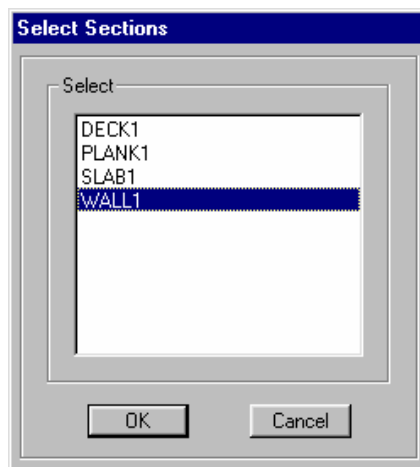 Select Sections
Select
DECK1
PLANK1
SLAB1
WALL1
OK Cancel